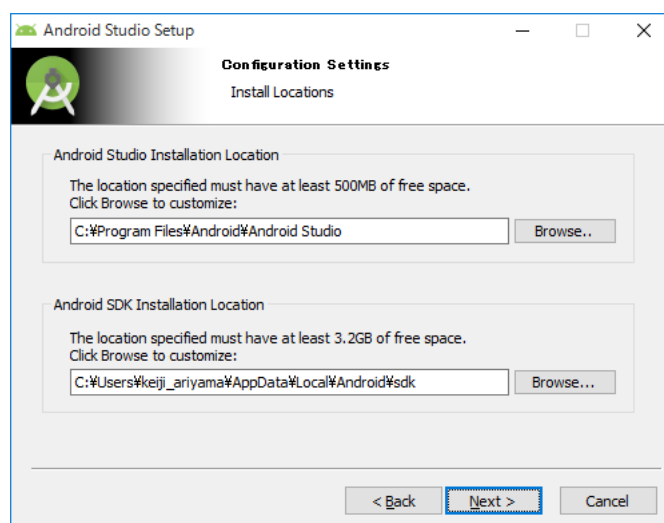 Android Studio Setup
Configuration Settings
Install Locations
Android Studio Installation Location
The location specified must have at least 500MB of free space.
Click Browse to customize:
C:¥Program Files¥Android¥Android Studio
Browse..
Android SDK Installation Location
The location specified must have at least 3.2GB of free space.
Click Browse to customize:
C:¥Users¥keiji_ariyama¥AppData¥Local¥Android¥sdk
Browse...
< Back
Next >
Cancel